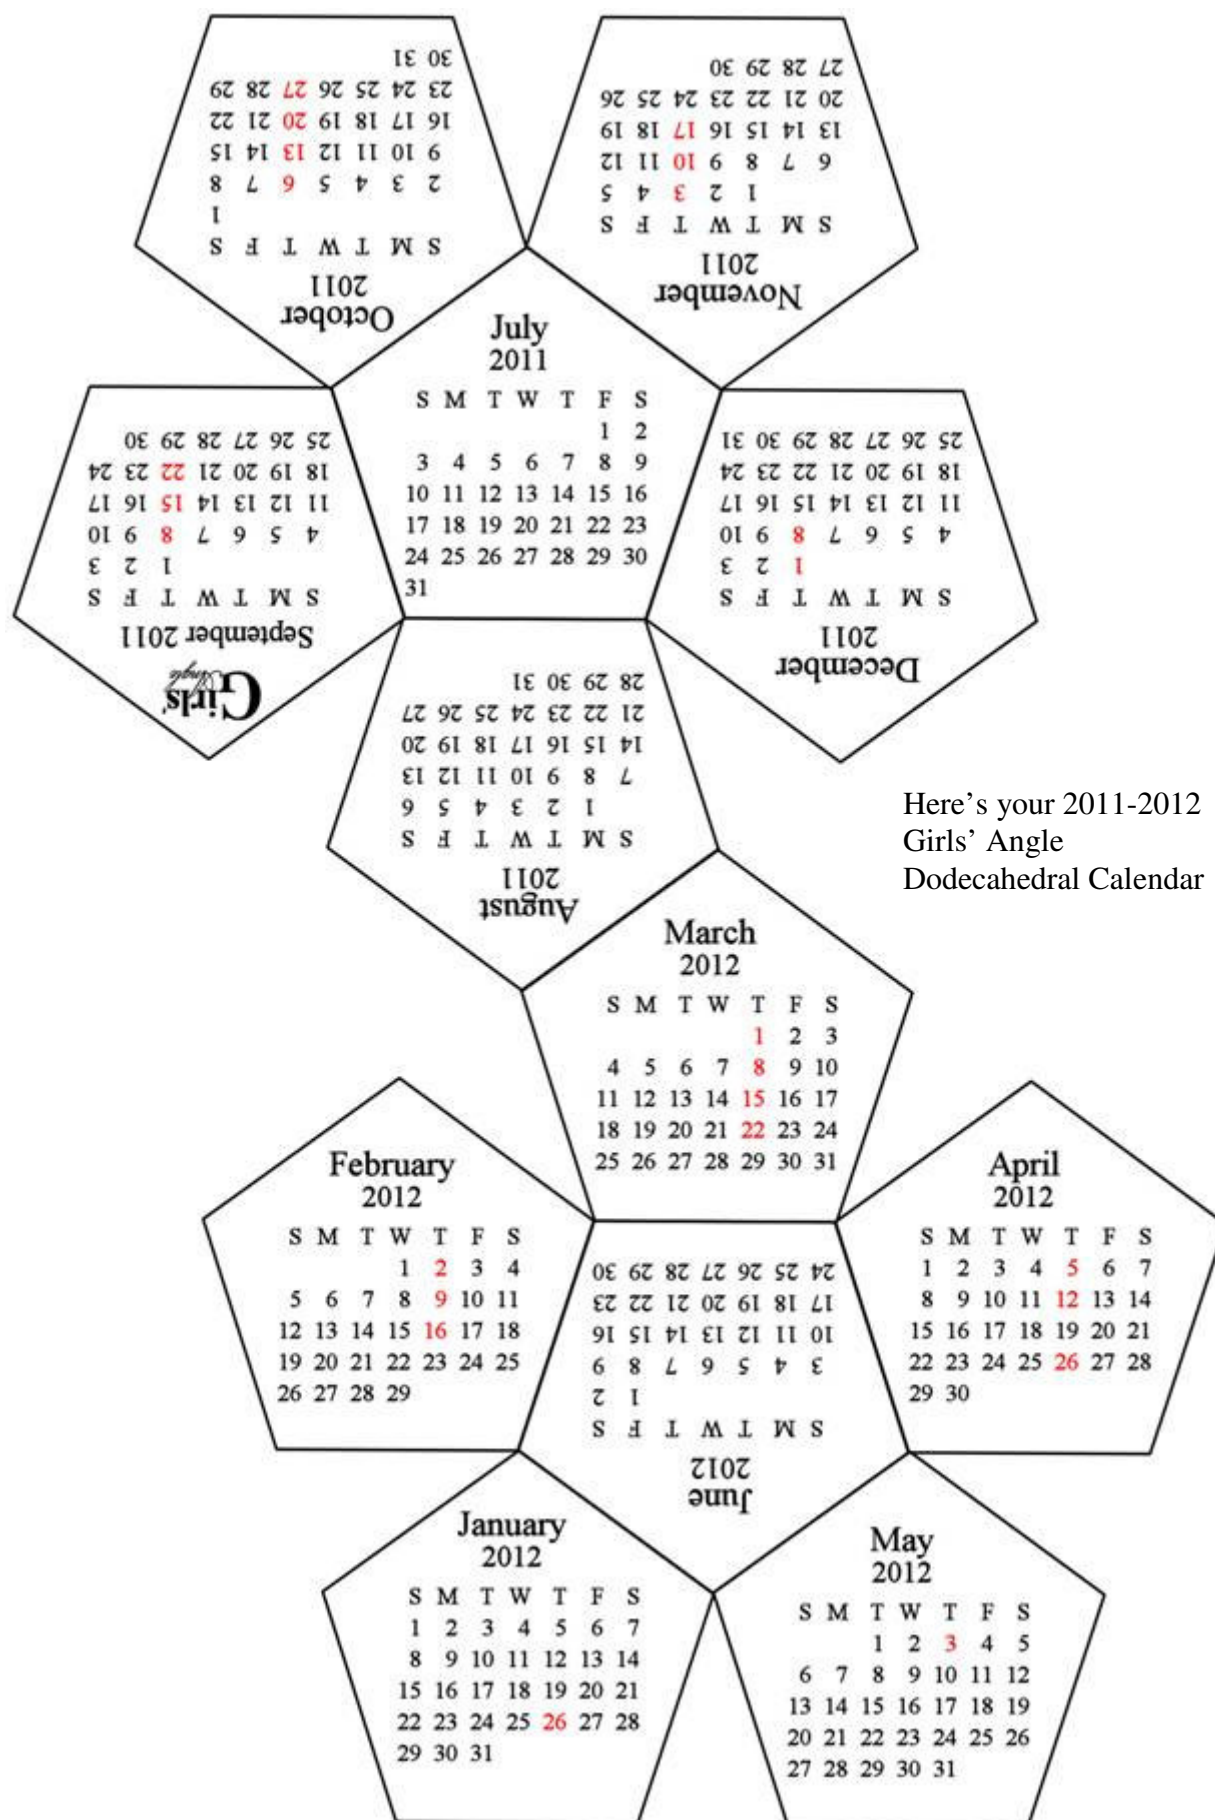 October
2011
S M T W T F S
1
2 3 4 5 6 7 8
9 10 11 12 13 14 15
16 17 18 19 20 21 22
23 24 25 26 27 28 29
30 31
November
2011
S M T W T F S
1 2 3 4 5
6 7 8 9 10 11 12
13 14 15 16 17 18 19
20 21 22 23 24 25 26
27 28 29 30
July
2011
S M T W T F S
1 2
3 4 5 6 7 8 9
10 11 12 13 14 15 16
17 18 19 20 21 22 23
24 25 26 27 28 29 30
31
Girls'
Angle
September 2011
S M T W T F S
1 2 3
4 5 6 7 8 9 10
11 12 13 14 15 16 17
18 19 20 21 22 23 24
25 26 27 28 29 30
December
2011
S M T W T F S
1 2 3
4 5 6 7 8 9 10
11 12 13 14 15 16 17
18 19 20 21 22 23 24
25 26 27 28 29 30 31
August
2011
S M T W T F S
1 2 3 4 5 6
7 8 9 10 11 12 13
14 15 16 17 18 19 20
21 22 23 24 25 26 27
28 29 30 31
Here's your 2011-2012
Girls' Angle
Dodecahedral Calendar
March
2012
S M T W T F S
1 2 3
4 5 6 7 8 9 10
11 12 13 14 15 16 17
18 19 20 21 22 23 24
25 26 27 28 29 30 31
February
2012
S M T W T F S
1 2 3 4
5 6 7 8 9 10 11
12 13 14 15 16 17 18
19 20 21 22 23 24 25
26 27 28 29
April
2012
S M T W T F S
1 2 3 4 5 6 7
8 9 10 11 12 13 14
15 16 17 18 19 20 21
22 23 24 25 26 27 28
29 30
June
2012
S M T W T F S
1 2
3 4 5 6 7 8 9
10 11 12 13 14 15 16
17 18 19 20 21 22 23
24 25 26 27 28 29 30
January
2012
S M T W T F S
1 2 3 4 5 6 7
8 9 10 11 12 13 14
15 16 17 18 19 20 21
22 23 24 25 26 27 28
29 30 31
May
2012
S M T W T F S
1 2 3 4 5
6 7 8 9 10 11 12
13 14 15 16 17 18 19
20 21 22 23 24 25 26
27 28 29 30 31